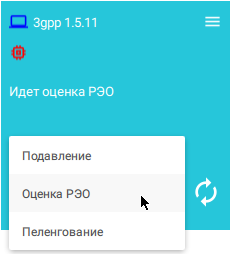 3gpp 1.5.11
Идет оценка РЭО
Подавление
Оценка РЭО
Пеленгование